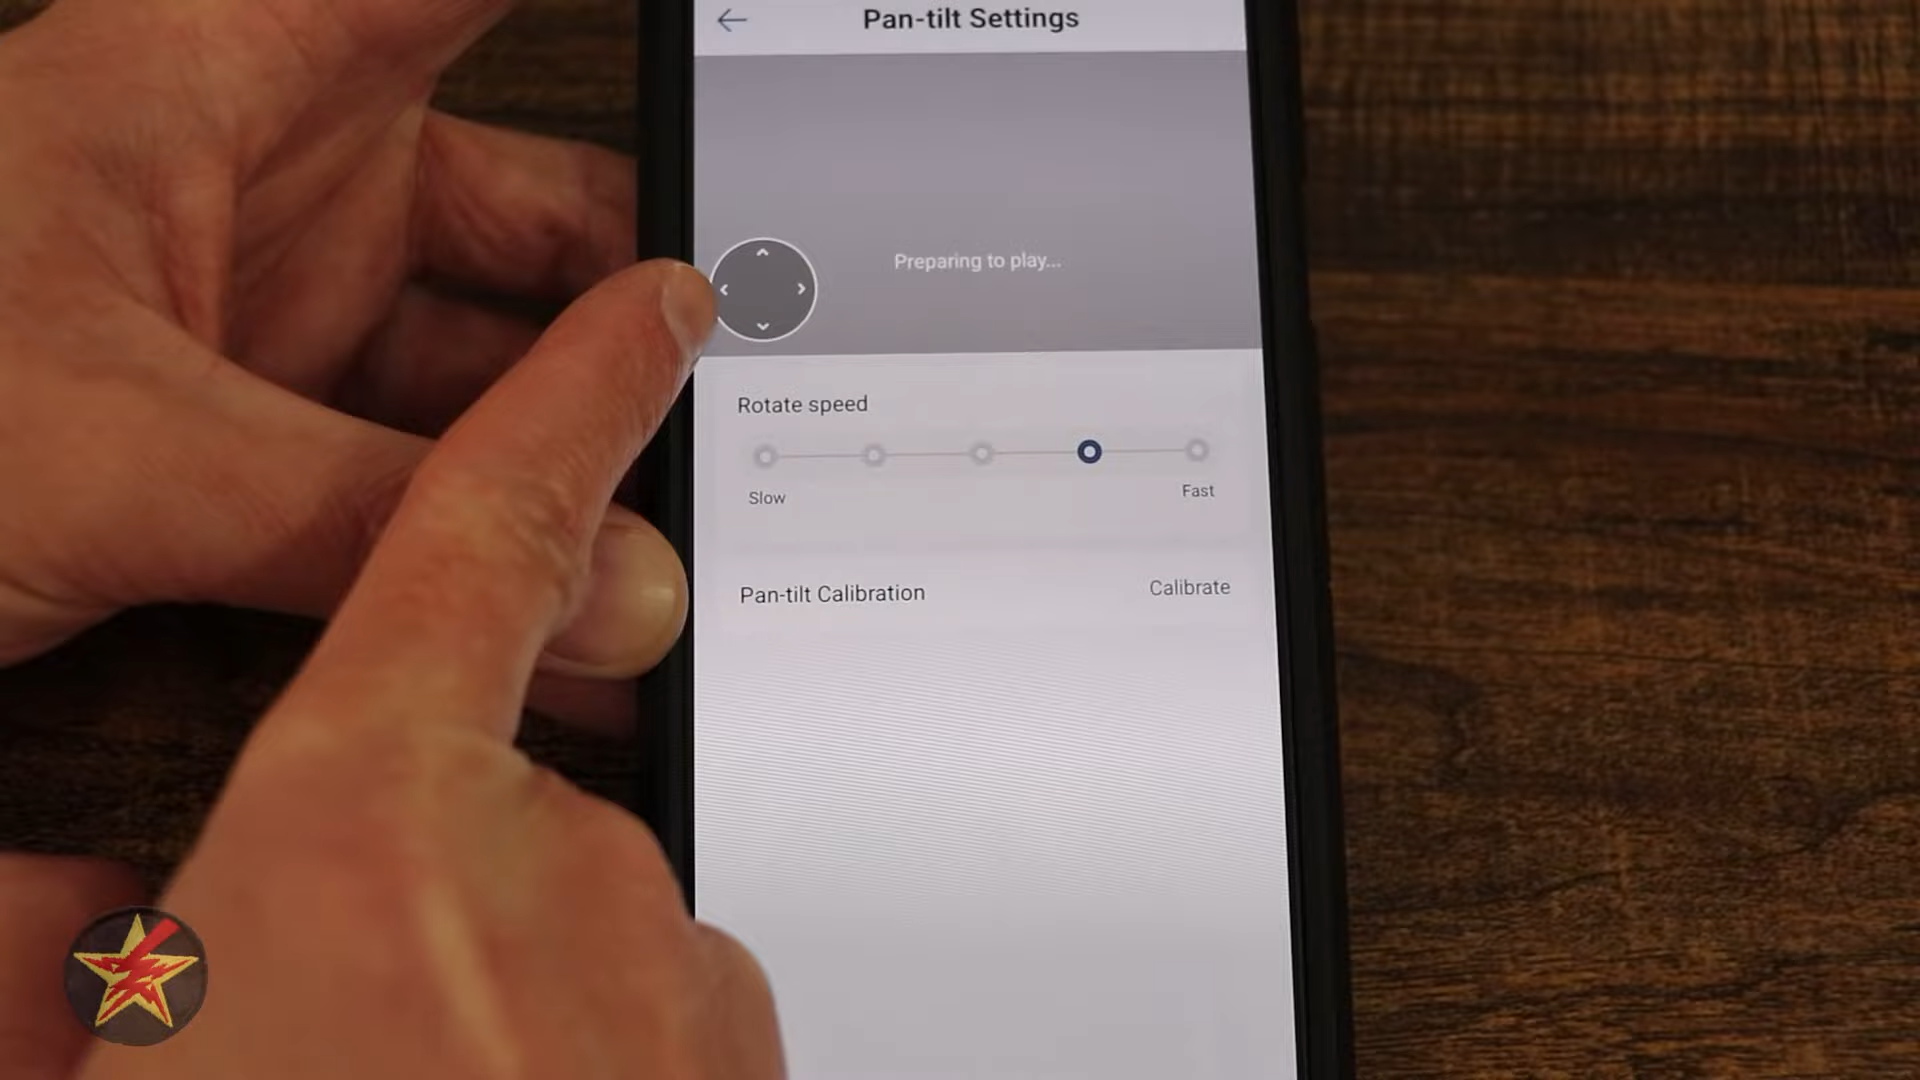 Pan-tilt Settings
Preparing to play...
Rotate speed
Slow
Fast
Pan-tilt Calibration
Calibrate